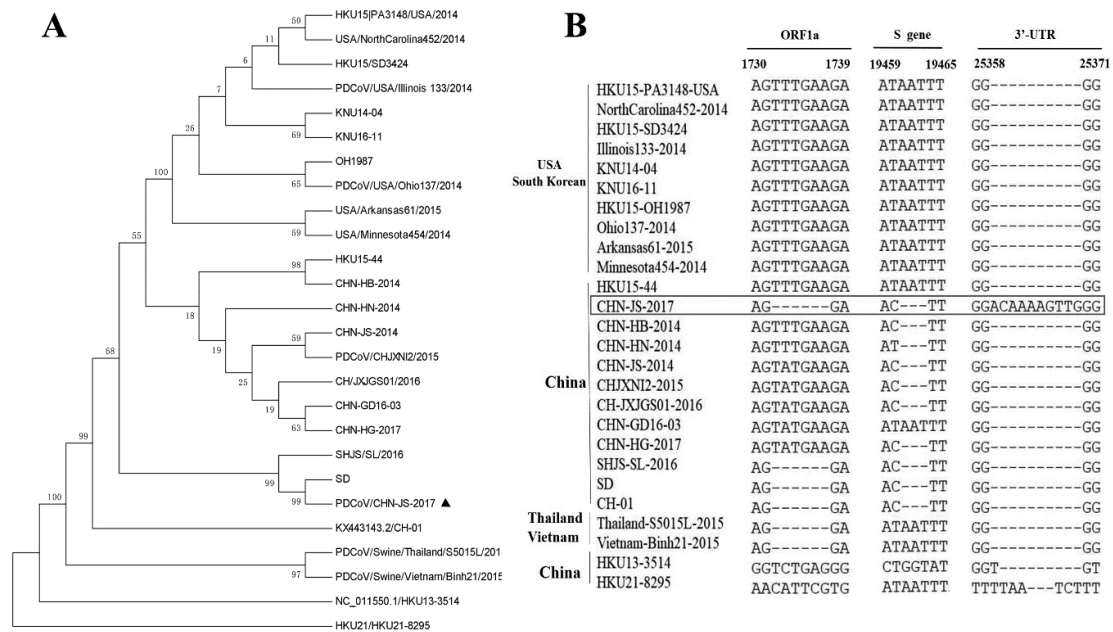 A
HKU15|PA3148/USA/2014
50
USA/NorthCarolina452/2014
11
HKU15/SD3424
6
PDCoV/USA/Illinois 133/2014
7
KNU14-04
69
KNU16-11
26
OH1987
65
PDCoV/USA/Ohio137/2014
100
USA/Arkansas61/2015
59
USA/Minnesota454/2014
55
HKU15-44
98
CHN-HB-2014
18
CHN-HN-2014
19
CHN-JS-2014
59
PDCoV/CHJXNI2/2015
25
CH/JXJGS01/2016
19
CHN-GD16-03
63
CHN-HG-2017
68
SHJS/SL/2016
99
SD
99
PDCoV/CHN-JS-2017 ▲
99
KX443143.2/CH-01
100
PDCoV/Swine/Thailand/S5015L/201
97
PDCoV/Swine/Vietnam/Binh21/2015
NC_011550.1/HKU13-3514
HKU21/HKU21-8295
B
ORF1a S gene 3'-UTR
1730 1739 19459 19465 25358 25371
USA
South Korean
HKU15-PA3148-USA AGTTTGAAGA ATAATTT GG----------GG
NorthCarolina452-2014 AGTTTGAAGA ATAATTT GG----------GG
HKU15-SD3424 AGTTTGAAGA ATAATTT GG----------GG
Illinois133-2014 AGTTTGAAGA ATAATTT GG----------GG
KNU14-04 AGTTTGAAGA ATAATTT GG----------GG
KNU16-11 AGTTTGAAGA ATAATTT GG----------GG
HKU15-OH1987 AGTTTGAAGA ATAATTT GG----------GG
Ohio137-2014 AGTTTGAAGA ATAATTT GG----------GG
Arkansas61-2015 AGTTTGAAGA ATAATTT GG----------GG
Minnesota454-2014 AGTTTGAAGA ATAATTT GG----------GG
China
HKU15-44 AGTTTGAAGA ATAATTT GG----------GG
CHN-JS-2017 AG------GA AC---TT GGACAAAAGTTGGG
CHN-HB-2014 AGTTTGAAGA AC---TT GG----------GG
CHN-HN-2014 AGTTTGAAGA AT---TT GG----------GG
CHN-JS-2014 AGTATGAAGA AC---TT GG----------GG
CHJXNI2-2015 AGTATGAAGA AC---TT GG----------GG
CH-JXJGS01-2016 AGTATGAAGA AC---TT GG----------GG
CHN-GD16-03 AGTATGAAGA ATAATTT GG----------GG
CHN-HG-2017 AGTATGAAGA AC---TT GG----------GG
SHJS-SL-2016 AG------GA AC---TT GG----------GG
SD AG------GA AC---TT GG----------GG
CH-01 AG------GA AC---TT GG----------GG
Thailand
Vietnam
Thailand-S5015L-2015 AG------GA ATAATTT GG----------GG
Vietnam-Binh21-2015 AG------GA ATAATTT GG----------GG
China
HKU13-3514 GGTCTGAGGG CTGGTAT GGT---------GT
HKU21-8295 AACATTCGTG ATAATTT TTTTAA---TCTTT